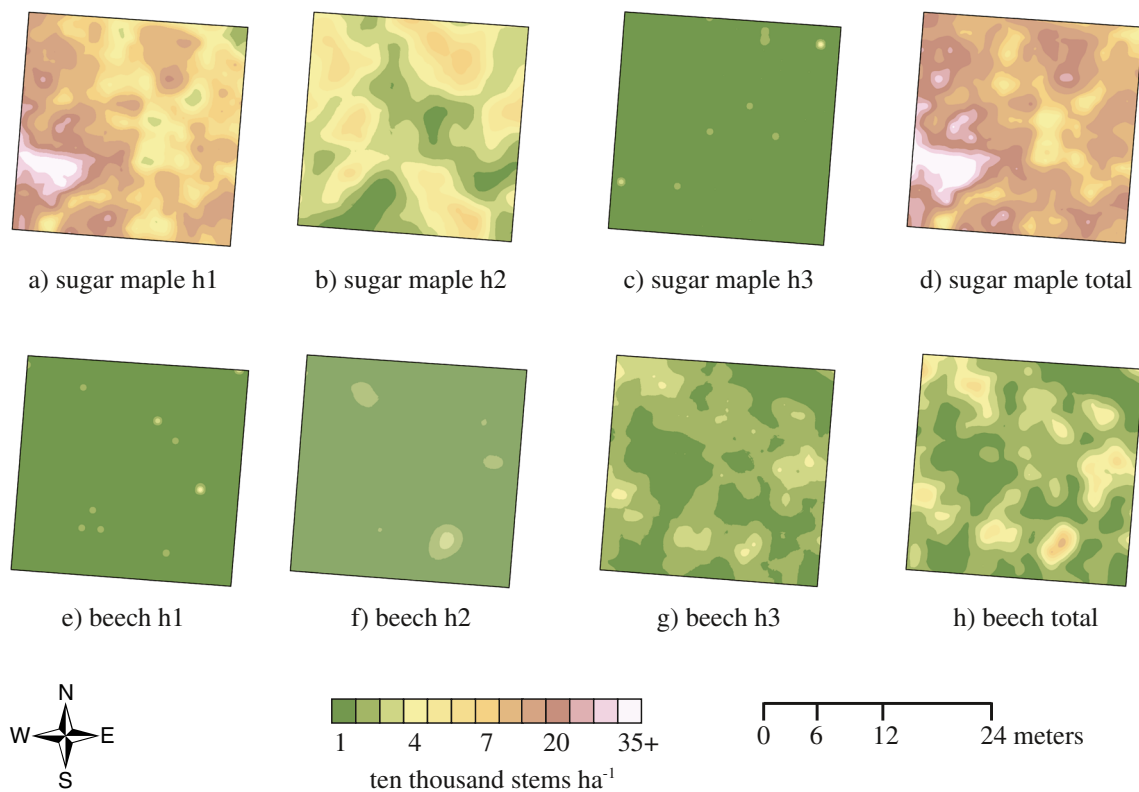 a) sugar maple h1
b) sugar maple h2
c) sugar maple h3
d) sugar maple total
e) beech h1
f) beech h2
g) beech h3
h) beech total
N
W E
S
1 4 7 20 35+
ten thousand stems ha-1
0 6 12 24 meters